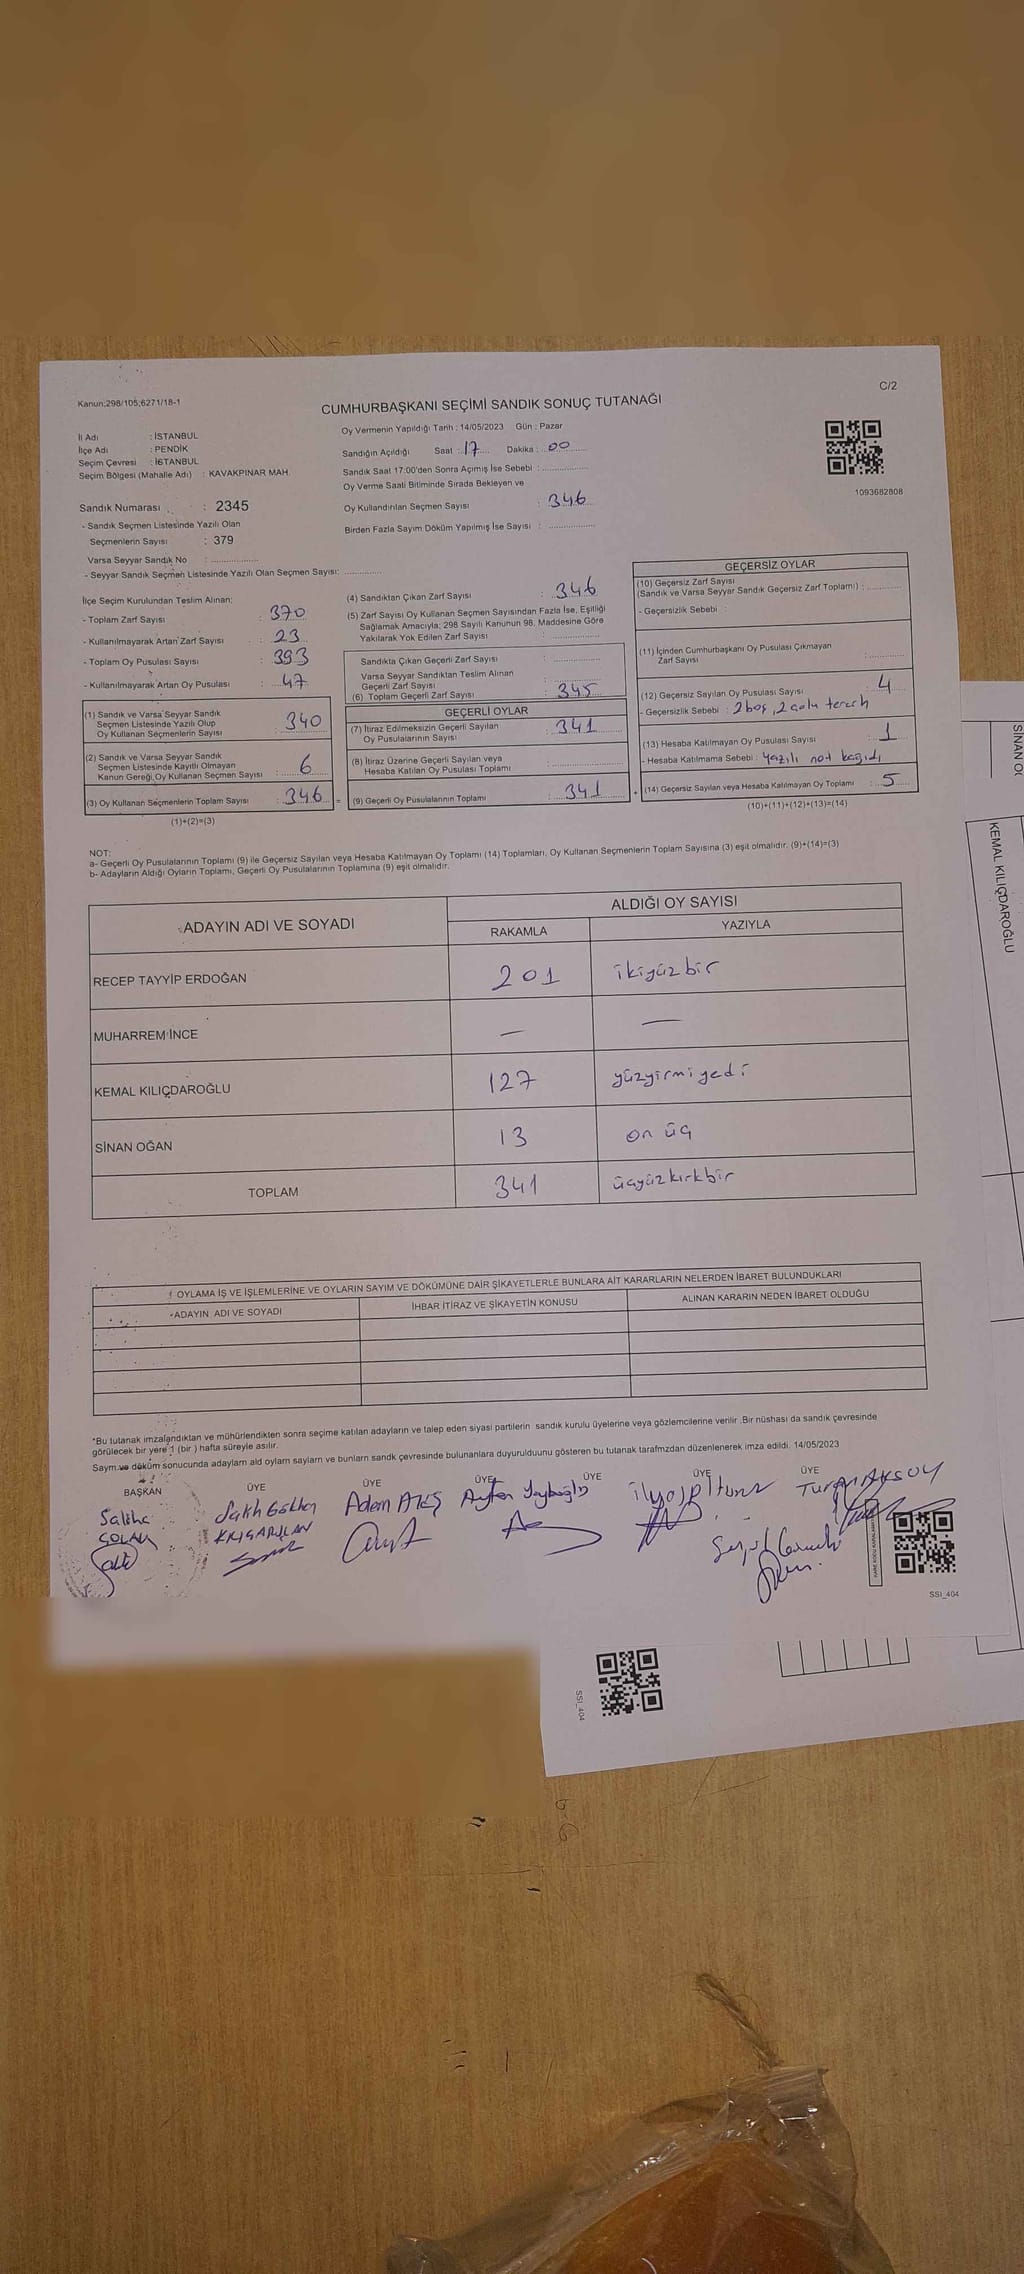 Kanun:298/105;6271/18-1
C/2
CUMHURBAŞKANI SEÇİMİ SANDIK SONUÇ TUTANAĞI
İl Adı : İSTANBUL
İlçe Adı : PENDİK
Seçim Çevresi : İSTANBUL
Seçim Bölgesi (Mahalle Adı) : KAVAKPINAR MAH.
Oy Vermenin Yapıldığı Tarih : 14/05/2023 Gün : Pazar
Sandığın Açıldığı Saat : 17 Dakika : 00
Sandık Saat 17:00'den Sonra Açımış İse Sebebi :
Oy Verme Saati Bitiminde Sırada Bekleyen ve
Oy Kullandırılan Seçmen Sayısı : 346
Birden Fazla Sayım Döküm Yapılmış İse Sayısı :
1093682808
Sandık Numarası : 2345
- Sandık Seçmen Listesinde Yazılı Olan
Seçmenlerin Sayısı : 379
Varsa Seyyar Sandık No :
- Seyyar Sandık Seçmen Listesinde Yazılı Olan Seçmen Sayısı:
İlçe Seçim Kurulundan Teslim Alınan;
- Toplam Zarf Sayısı : 370
- Kullanılmayarak Artan Zarf Sayısı : 23
- Toplam Oy Pusulası Sayısı : 393
- Kullanılmayarak Artan Oy Pusulası : 47
(1) Sandık ve Varsa Seyyar Sandık
Seçmen Listesinde Yazılı Olup
Oy Kullanan Seçmenlerin Sayısı : 340
(2) Sandık ve Varsa Seyyar Sandık
Seçmen Listesinde Kayıtlı Olmayan
Kanun Gereği,Oy Kullanan Seçmen Sayısı : 6
(3) Oy Kullanan Seçmenlerin Toplam Sayısı : 346 =
(1)+(2)=(3)
(4) Sandıktan Çıkan Zarf Sayısı : 346
(5) Zarf Sayısı Oy Kullanan Seçmen Sayısından Fazla İse, Eşitliği
Sağlamak Amacıyla; 298 Sayılı Kanunun 98. Maddesine Göre
Yakılarak Yok Edilen Zarf Sayısı :
Sandıkta Çıkan Geçerli Zarf Sayısı :
Varsa Seyyar Sandıktan Teslim Alınan
Geçerli Zarf Sayısı :
(6) Toplam Geçerli Zarf Sayısı : 345
GEÇERLİ OYLAR
(7) İtiraz Edilmeksizin Geçerli Sayılan
Oy Pusulalarının Sayısı : 341
(8) İtiraz Üzerine Geçerli Sayılan veya
Hesaba Katılan Oy Pusulası Toplamı :
(9) Geçerli Oy Pusulalarının Toplamı : 341 +
GEÇERSİZ OYLAR
(10) Geçersiz Zarf Sayısı
(Sandık ve Varsa Seyyar Sandık Geçersiz Zarf Toplamı) :
- Geçersizlik Sebebi :
(11) İçinden Cumhurbaşkanı Oy Pusulası Çıkmayan
Zarf Sayısı :
(12) Geçersiz Sayılan Oy Pusulası Sayısı : 4
- Geçersizlik Sebebi : 2 boş, 2 çoklu tercih
(13) Hesaba Katılmayan Oy Pusulası Sayısı : 1
- Hesaba Katılmama Sebebi : Yazılı not kağıdı
(14) Geçersiz Sayılan veya Hesaba Katılmayan Oy Toplamı : 5
(10)+(11)+(12)+(13)=(14)
NOT:
a- Geçerli Oy Pusulalarının Toplamı (9) ile Geçersiz Sayılan veya Hesaba Katılmayan Oy Toplamı (14) Toplamları, Oy Kullanan Seçmenlerin Toplam Sayısına (3) eşit olmalıdır. (9)+(14)=(3)
b- Adayların Aldığı Oyların Toplamı, Geçerli Oy Pusulalarının Toplamına (9) eşit olmalıdır.
ADAYIN ADI VE SOYADI
ALDIĞI OY SAYISI
RAKAMLA YAZIYLA
RECEP TAYYİP ERDOĞAN 201 ikiyüzbir
MUHARREM İNCE — —
KEMAL KILIÇDAROĞLU 127 yüzyirmiyedi
SİNAN OĞAN 13 on üç
TOPLAM 341 üçyüzkırkbir
OYLAMA İŞ VE İŞLEMLERİNE VE OYLARIN SAYIM VE DÖKÜMÜNE DAİR ŞİKAYETLERLE BUNLARA AİT KARARLARIN NELERDEN İBARET BULUNDUKLARI
ADAYIN ADI VE SOYADI İHBAR İTİRAZ VE ŞİKAYETİN KONUSU ALINAN KARARIN NEDEN İBARET OLDUĞU
*Bu tutanak imzalandıktan ve mühürlendikten sonra seçime katılan adayların ve talep eden siyasi partilerin sandık kurulu üyelerine veya gözlemcilerine verilir .Bir nüshası da sandık çevresinde
görülecek bir yere 1 (bir ) hafta süreyle asılır.
Saym ve döküm sonucunda adaylam ald oylam saylam ve bunlarn sandk çevresinde bulunanlara duyurulduunu gösteren bu tutanak tarafmzdan düzenlenerek imza edildi. 14/05/2023
BAŞKAN ÜYE ÜYE ÜYE ÜYE ÜYE ÜYE
Saliha
ÇOLAK
Salih Gökhan
Adem ATEŞ
Turgay AKSOY
SSI_404
SSI_404
SİNAN
KEMAL KILIÇDAROĞLU